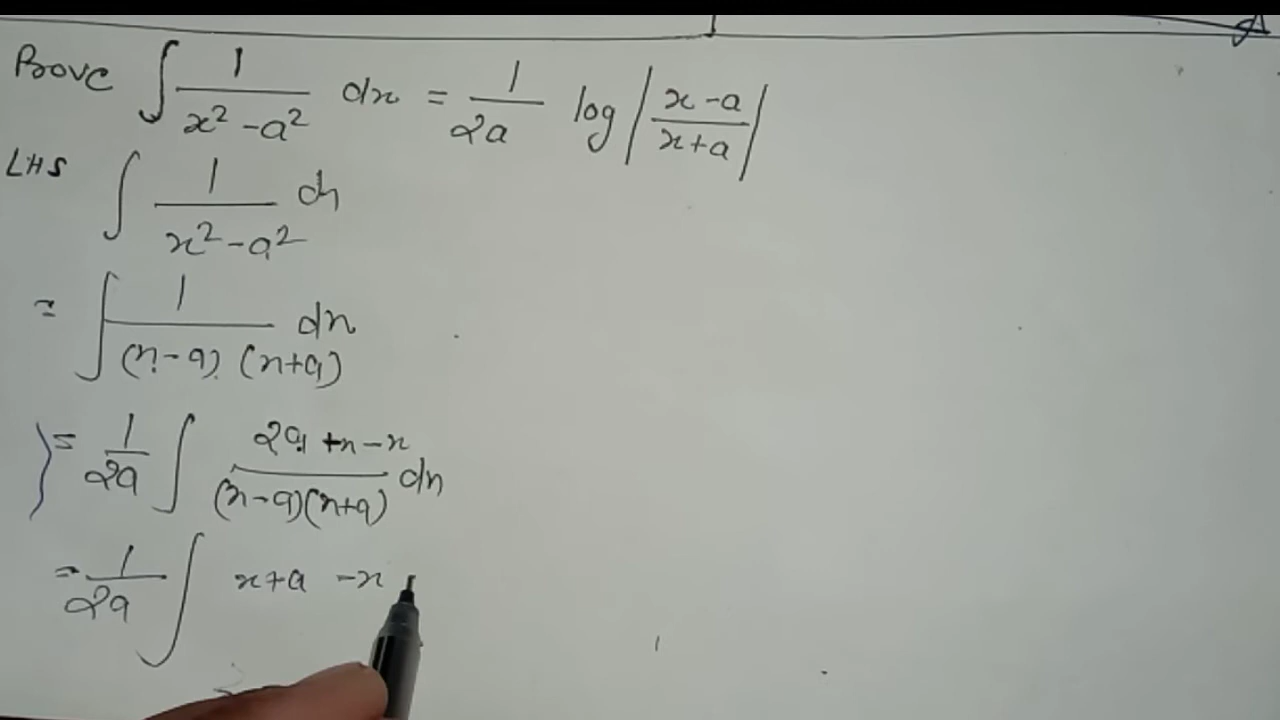 Prove ∫ 1/(x²-a²) dx = 1/2a log |(x-a)/(x+a)|
LHS ∫ 1/(x²-a²) dx
= ∫ 1/((x-a)(x+a)) dx
= 1/2a ∫ (2a+x-x)/((x-a)(x+a)) dx
= 1/2a ∫ x+a -x